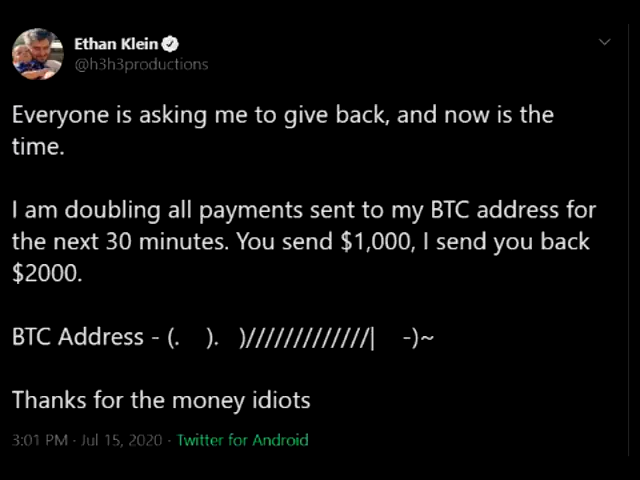 Ethan Klein
@h3h3productions
Everyone is asking me to give back, and now is the
time.
I am doubling all payments sent to my BTC address for
the next 30 minutes. You send $1,000, I send you back
$2000.
BTC Address - (.    ).   )/////////////|    -)~
Thanks for the money idiots
3:01 PM · Jul 15, 2020 · Twitter for Android